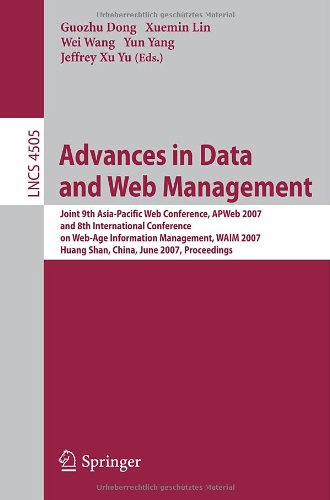 Urheberrechtlich geschütztes Material
Guozhu Dong Xuemin Lin
Wei Wang Yun Yang
Jeffrey Xu Yu (Eds.)
LNCS 4505
Advances in Data
and Web Management
Joint 9th Asia-Pacific Web Conference, APWeb 2007
and 8th International Conference
on Web-Age Information Management, WAIM 2007
Huang Shan, China, June 2007, Proceedings
Springer
Urheberrechtlich geschütztes Material